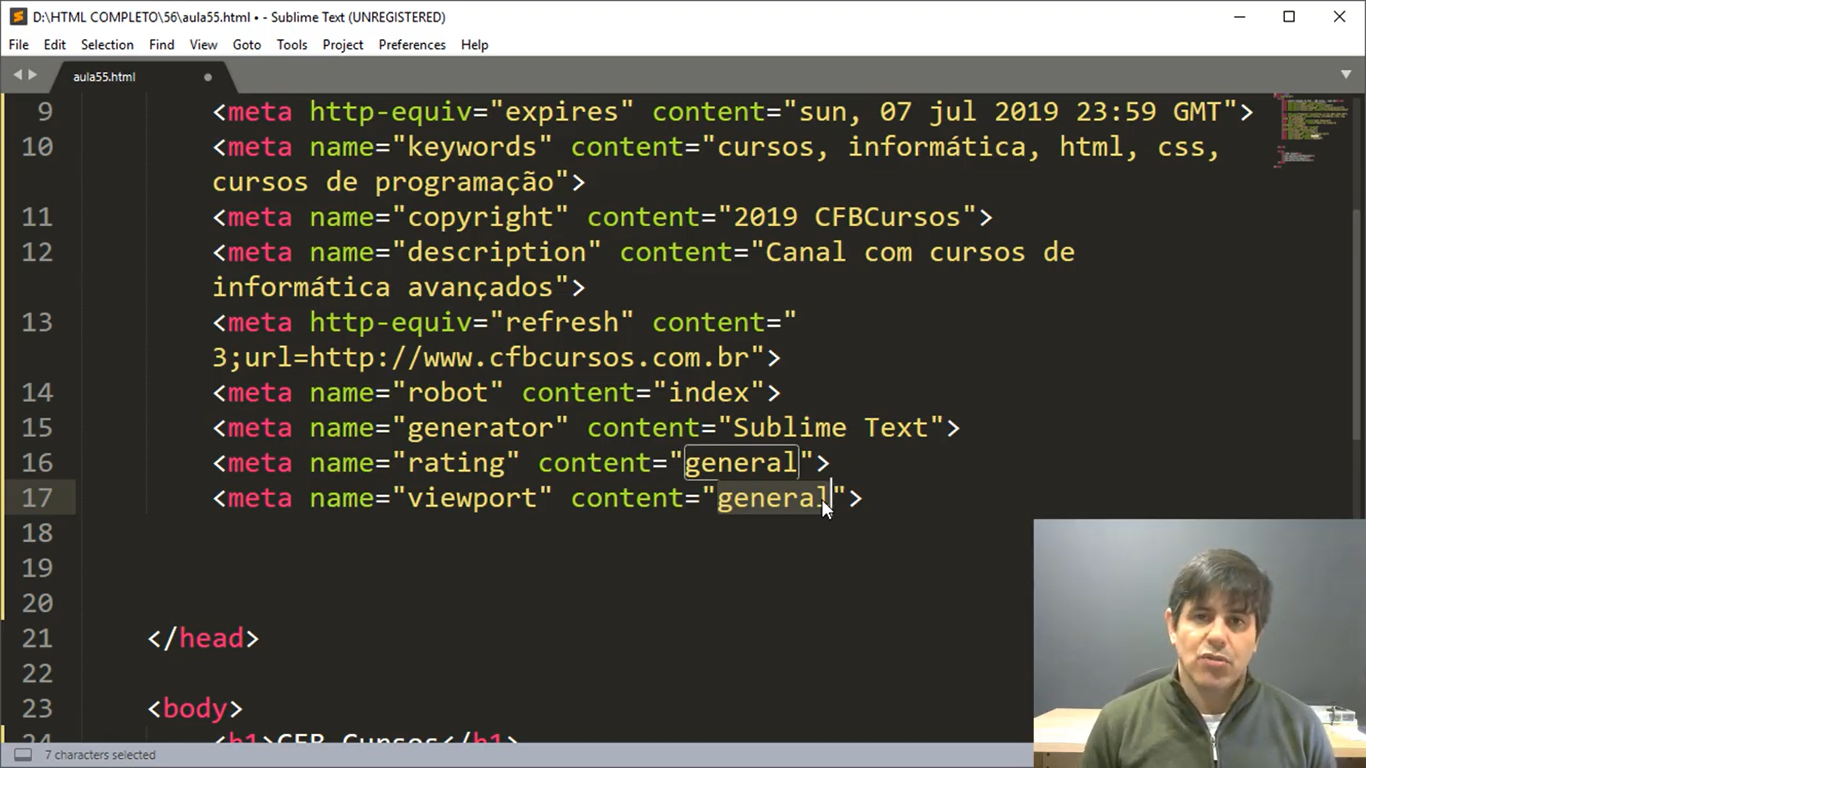 D:\HTML COMPLETO\56\aula55.html • - Sublime Text (UNREGISTERED)
File Edit Selection Find View Goto Tools Project Preferences Help
aula55.html
9 <meta http-equiv="expires" content="sun, 07 jul 2019 23:59 GMT">
10 <meta name="keywords" content="cursos, informática, html, css,
cursos de programação">
11 <meta name="copyright" content="2019 CFBCursos">
12 <meta name="description" content="Canal com cursos de
informática avançados">
13 <meta http-equiv="refresh" content="
3;url=http://www.cfbcursos.com.br">
14 <meta name="robot" content="index">
15 <meta name="generator" content="Sublime Text">
16 <meta name="rating" content="general">
17 <meta name="viewport" content="general">
18
19
20
21 </head>
22
23 <body>
24 <h1>CFB Cursos</h1>
7 characters selected